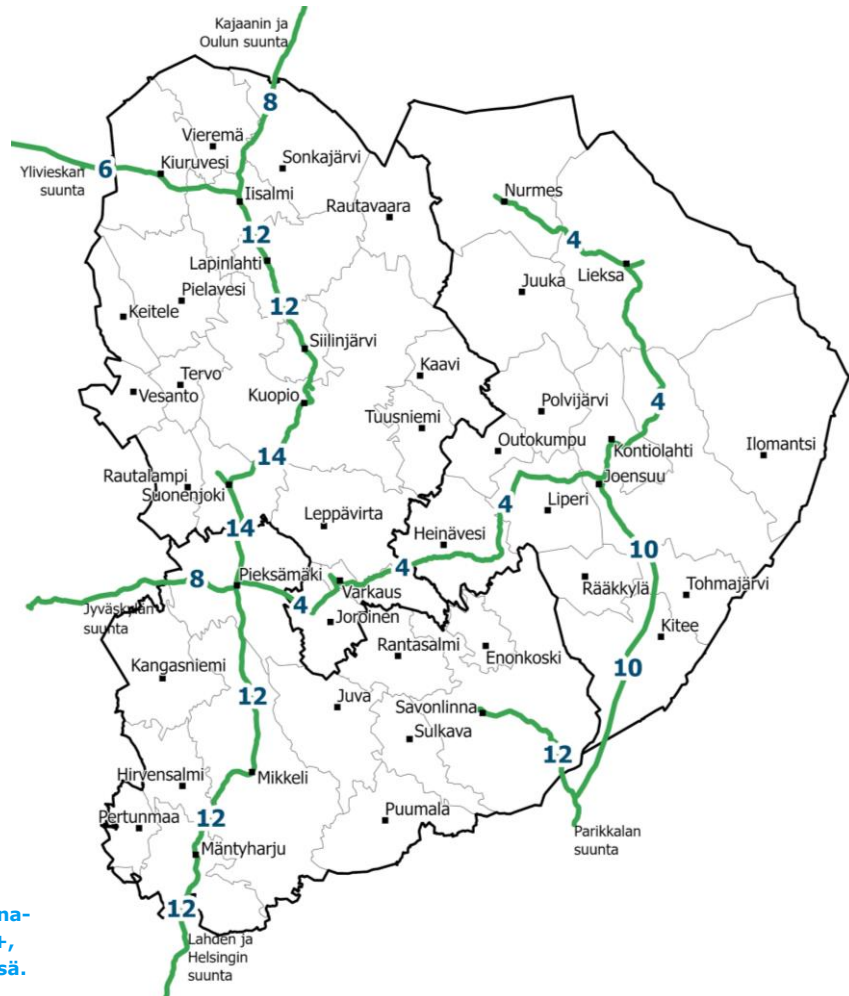 Kajaanin ja
Oulun suunta
8
Vieremä
Kiuruvesi
Sonkajärvi
6
Ylivieskan
suunta
Iisalmi
Nurmes
Rautavaara
12
4
Lapinlahti
Lieksa
Juuka
Pielavesi
12
Keitele
Siilinjärvi
Kaavi
Tervo
Vesanto
Kuopio
4
Polvijärvi
Tuusniemi
Kontiolahti
Outokumpu
Ilomantsi
14
Rautalampi
Suonenjoki
Joensuu
4
Liperi
Leppävirta
14
Heinävesi
10
4
Pieksämäki
8
Rääkkylä
Tohmajärvi
Varkaus
4
Jyväskylän
suunta
Joroinen
Kitee
Rantasalmi
Enonkoski
Kangasniemi
10
12
Juva
Savonlinna
Sulkava
12
Hirvensalmi
Mikkeli
Pertunmaa
12
Puumala
Parikkalan
suunta
Mäntyharju
12
na-
+,
sä.
Lahden ja
Helsingin
suunta